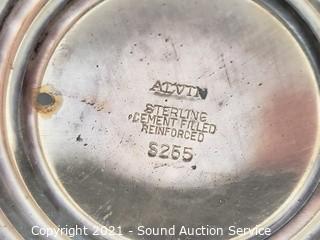 ALVIN
STERLING
CEMENT FILLED
REINFORCED
S255
Copyright 2021 - Sound Auction Service